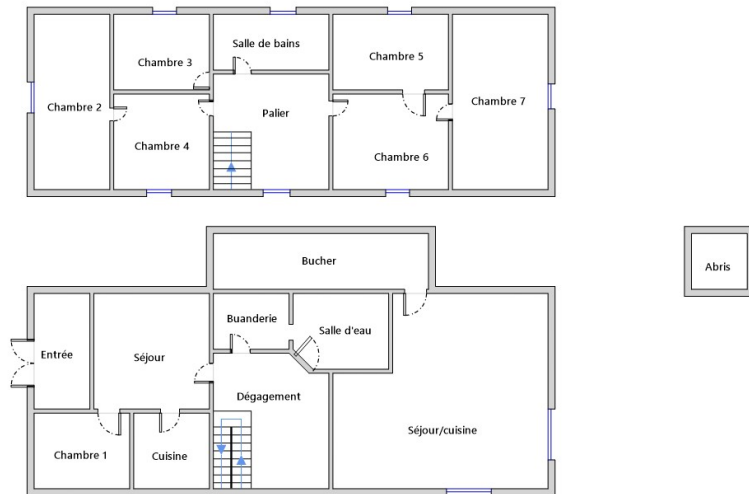 Chambre 2
Chambre 3
Salle de bains
Chambre 5
Chambre 7
Chambre 4
Palier
Chambre 6
Bucher
Abris
Entrée
Séjour
Buanderie
Salle d'eau
Dégagement
Séjour/cuisine
Chambre 1
Cuisine